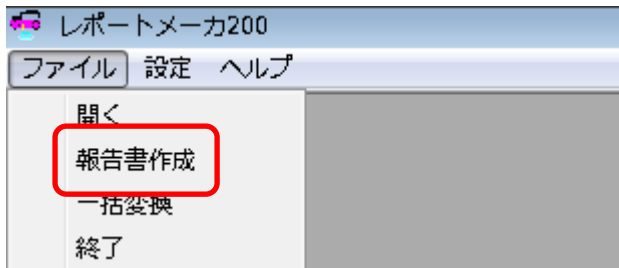 レポートメーカ200
ファイル 設定 ヘルプ
開く
報告書作成
一括変換
終了